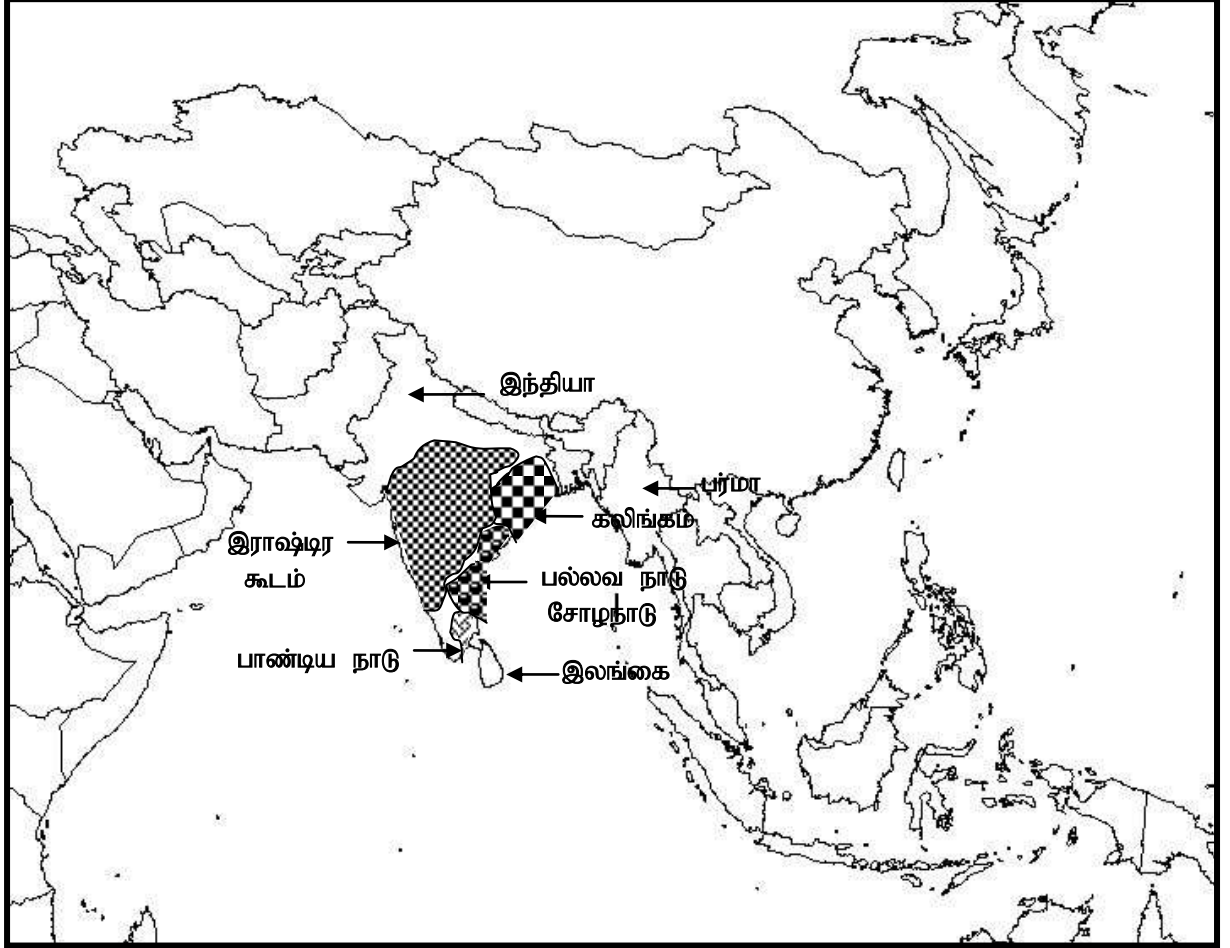 இந்தியா
பர்மா
கலிங்கம்
இராஷ்டிர
கூடம்
பல்லவ நாடு
சோழநாடு
பாண்டிய நாடு
இலங்கை